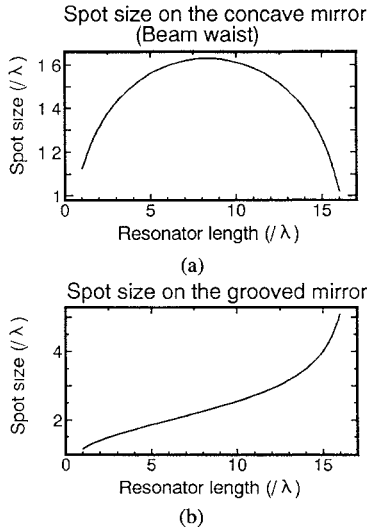 Spot size on the concave mirror
(Beam waist)
Spot size (/λ)
1 6
1 4
1 2
1
0
5
10
15
Resonator length (/λ)
(a)
Spot size on the grooved mirror
Spot size (/λ)
4
2
0
5
10
15
Resonator length (/λ)
(b)